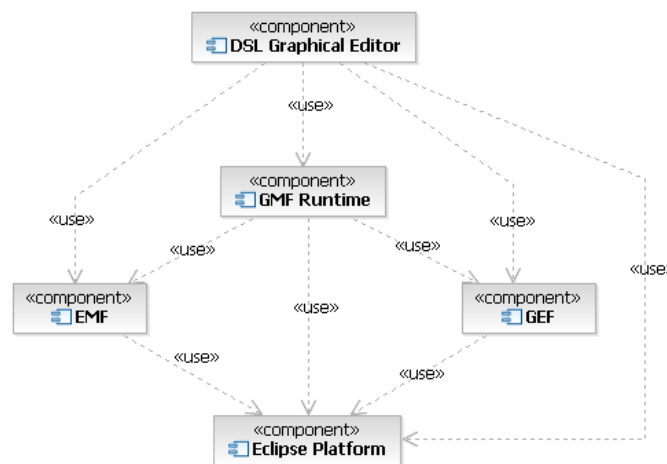 «component»
DSL Graphical Editor
«use»
«component»
GMF Runtime
«use»
«use»
«use»
«use»
«use»
«component»
EMF
«use»
«component»
GEF
«use»
«use»
«component»
Eclipse Platform